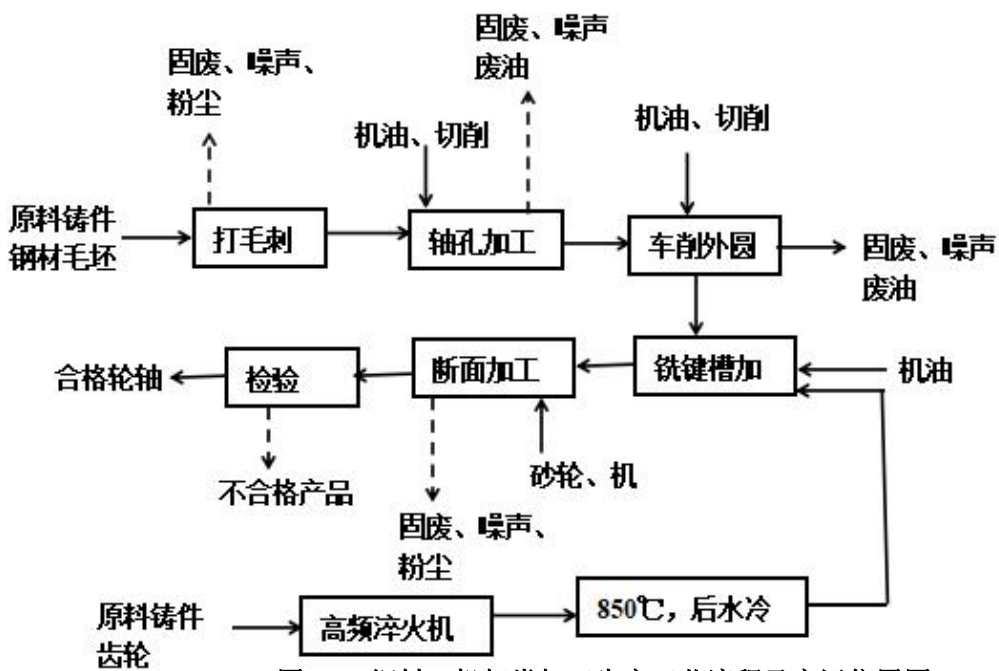 固废、噪声
废油
固废、噪声、
粉尘
机油、切削
机油、切削
原料铸件
钢材毛坯
打毛刺
轴孔加工
车削外圆
固废、噪声
废油
合格轮轴
检验
断面加工
铣键槽加
机油
不合格产品
砂轮、机
固废、噪声、
粉尘
原料铸件
齿轮
高频淬火机
850℃,后水冷